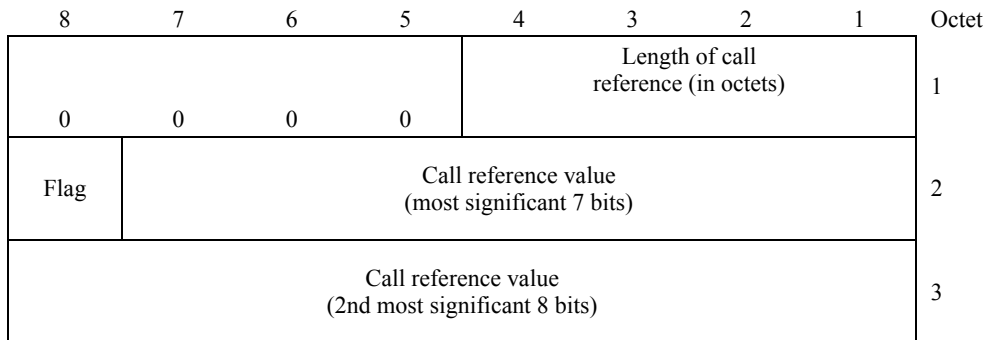 8 7 6 5 4 3 2 1 Octet
Length of call
reference (in octets)
1
0 0 0 0
Flag
Call reference value
(most significant 7 bits)
2
Call reference value
(2nd most significant 8 bits)
3